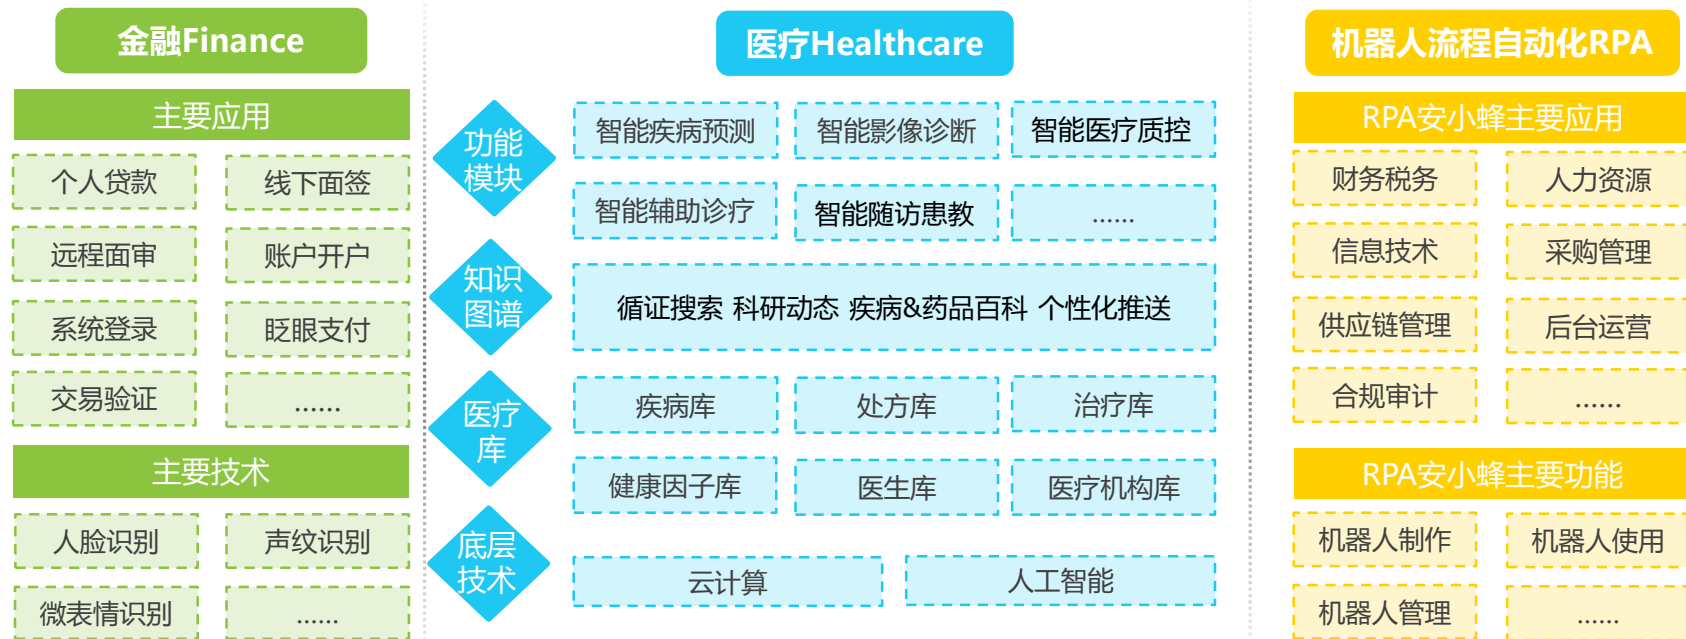 金融Finance
主要应用
个人贷款
线下面签
远程面审
账户开户
系统登录
眨眼支付
交易验证
……
主要技术
人脸识别
声纹识别
微表情识别
……
医疗Healthcare
功能
模块
智能疾病预测
智能影像诊断
智能医疗质控
智能辅助诊疗
智能随访患教
……
知识
图谱
循证搜索 科研动态 疾病&药品百科 个性化推送
医疗
库
疾病库
处方库
治疗库
健康因子库
医生库
医疗机构库
底层
技术
云计算
人工智能
机器人流程自动化RPA
RPA安小蜂主要应用
财务税务
人力资源
信息技术
采购管理
供应链管理
后台运营
合规审计
……
RPA安小蜂主要功能
机器人制作
机器人使用
机器人管理
……